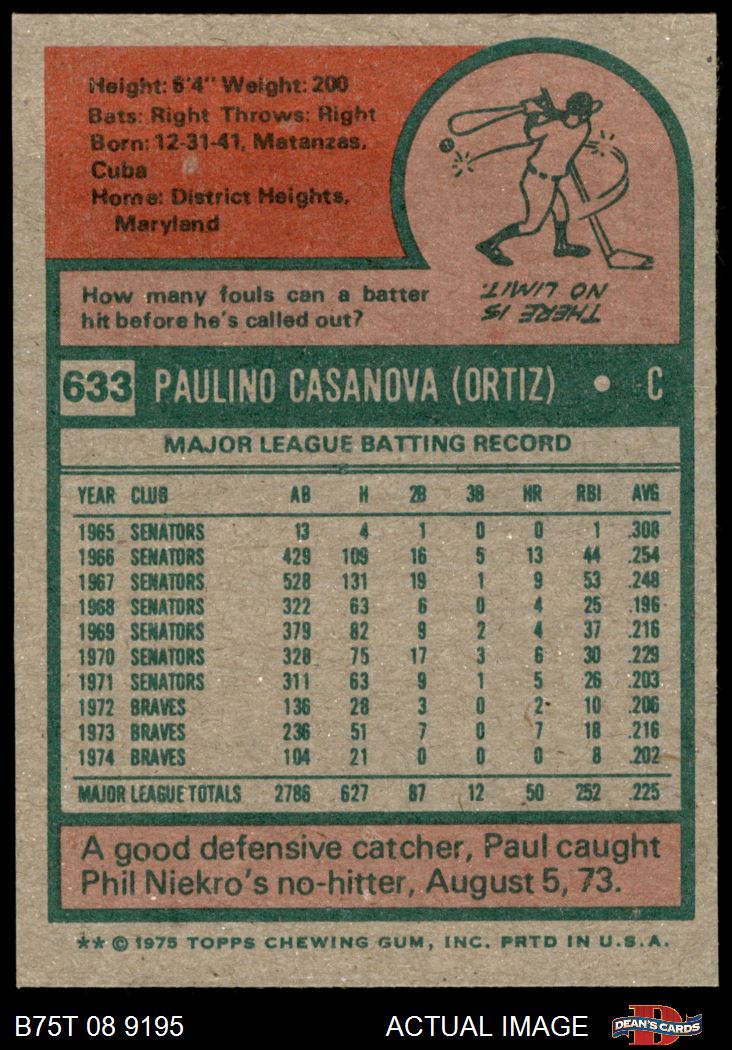 Height: 6'4" Weight: 200
Bats: Right Throws: Right
Born: 12-31-41, Matanzas,
Cuba
Home: District Heights,
Maryland
How many fouls can a batter
hit before he's called out?
THERE IS
NO LIMIT.
633 PAULINO CASANOVA (ORTIZ) • C
MAJOR LEAGUE BATTING RECORD
YEAR CLUB AB H 2B 3B HR RBI AVG
1965 SENATORS 13 4 1 0 0 1 .308
1966 SENATORS 429 109 16 5 13 44 .254
1967 SENATORS 528 131 19 1 9 53 .248
1968 SENATORS 322 63 6 0 4 25 .196
1969 SENATORS 379 82 9 2 4 37 .216
1970 SENATORS 328 75 17 3 6 30 .229
1971 SENATORS 311 63 9 1 5 26 .203
1972 BRAVES 136 28 3 0 2 10 .206
1973 BRAVES 236 51 7 0 7 18 .216
1974 BRAVES 104 21 0 0 0 8 .202
MAJOR LEAGUE TOTALS 2786 627 87 12 50 252 .225
A good defensive catcher, Paul caught
Phil Niekro's no-hitter, August 5, 73.
** © 1975 TOPPS CHEWING GUM, INC. PRTD IN U.S.A.
B75T 08 9195 ACTUAL IMAGE D DEAN'S CARDS